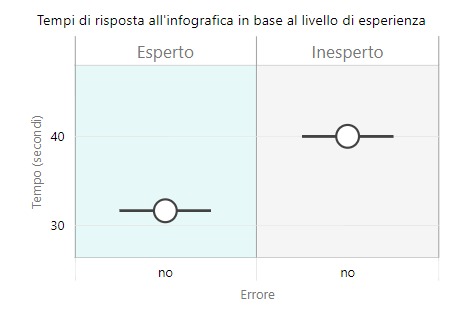 Tempi di risposta all'infografica in base al livello di esperienza
Esperto Inesperto
Tempo (secondi)
40
30
no no
Errore